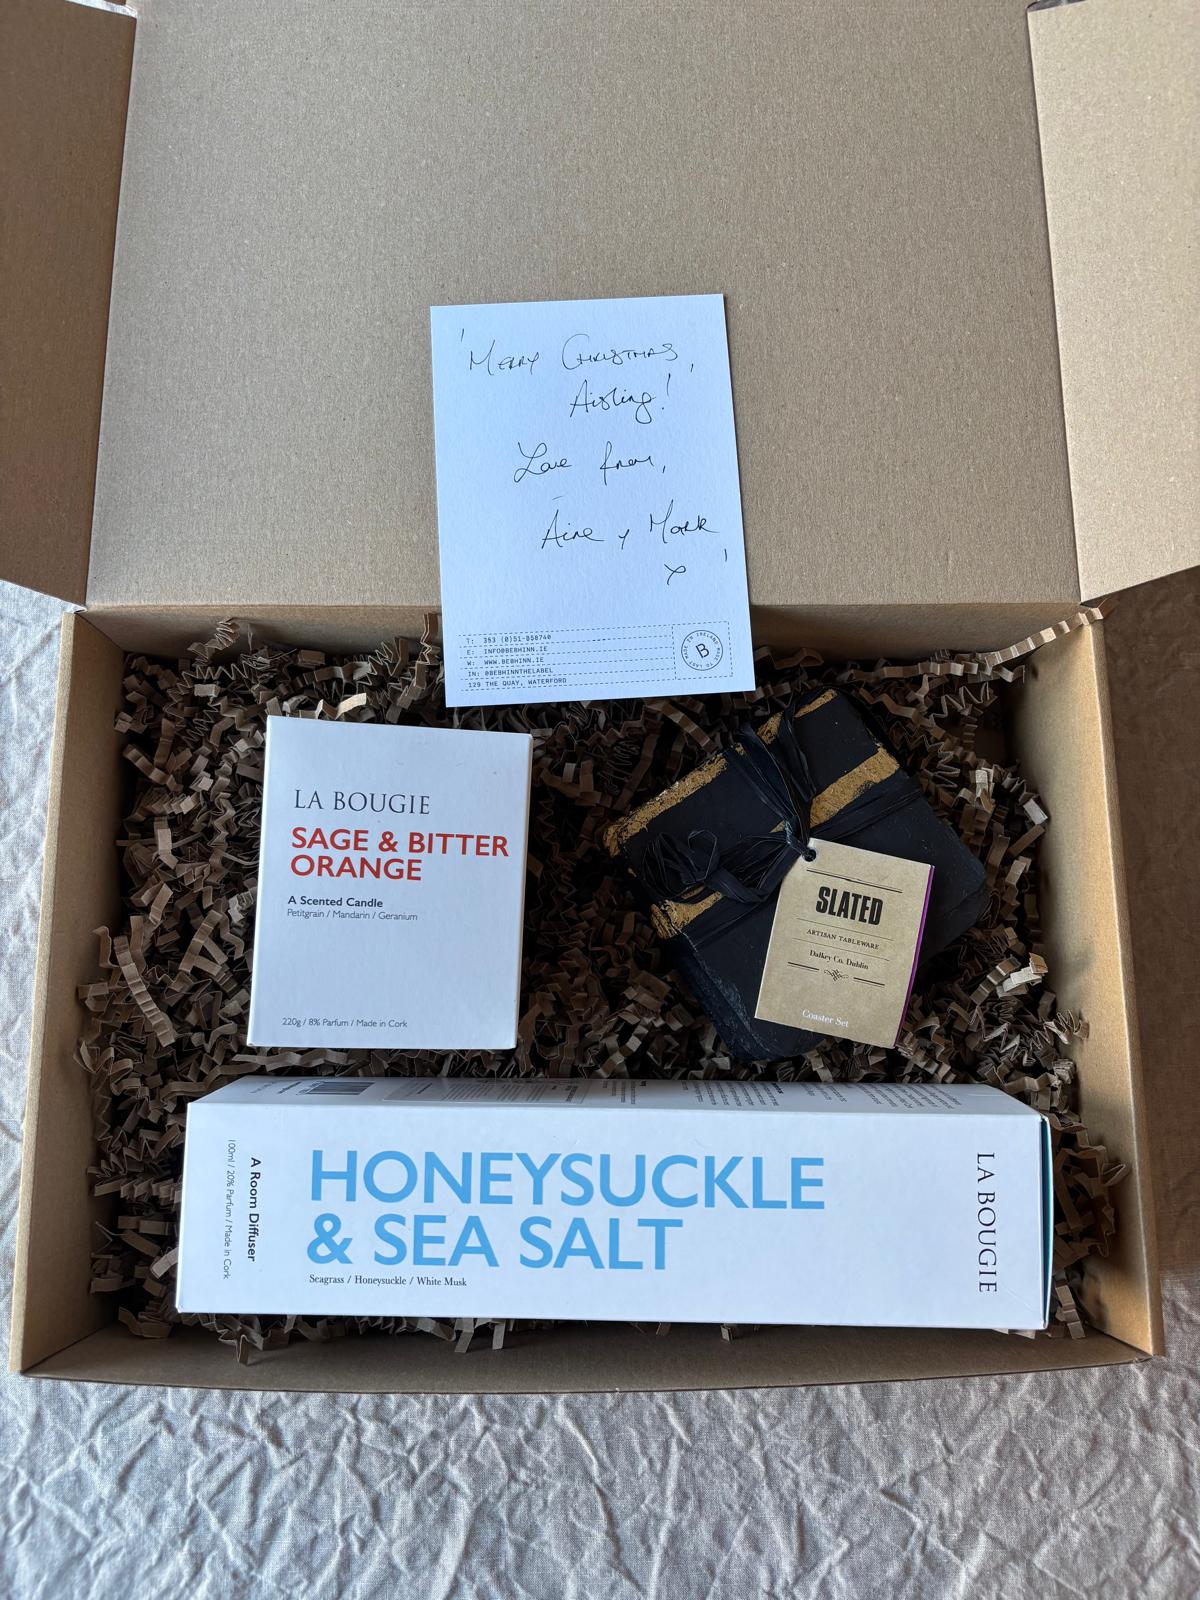 'Merry Christmas,
Aisling!
Love from,
Áine y Mark
x '
T: 353 (0)51-858740
E: INFO@BEBHINN.IE
W: WWW.BEBHINN.IE
IN: @BEBHINNTHELABEL
129 THE QUAY, WATERFORD
B
LA BOUGIE
SAGE & BITTER
ORANGE
A Scented Candle
Petitgrain / Mandarin / Geranium
220g / 8% Parfum / Made in Cork
SLATED
ARTISAN TABLEWARE
Dalkey Co. Dublin
Coaster Set
HONEYSUCKLE
& SEA SALT
Seagrass / Honeysuckle / White Musk
A Room Diffuser
100ml / 20% Parfum / Made in Cork
LA BOUGIE